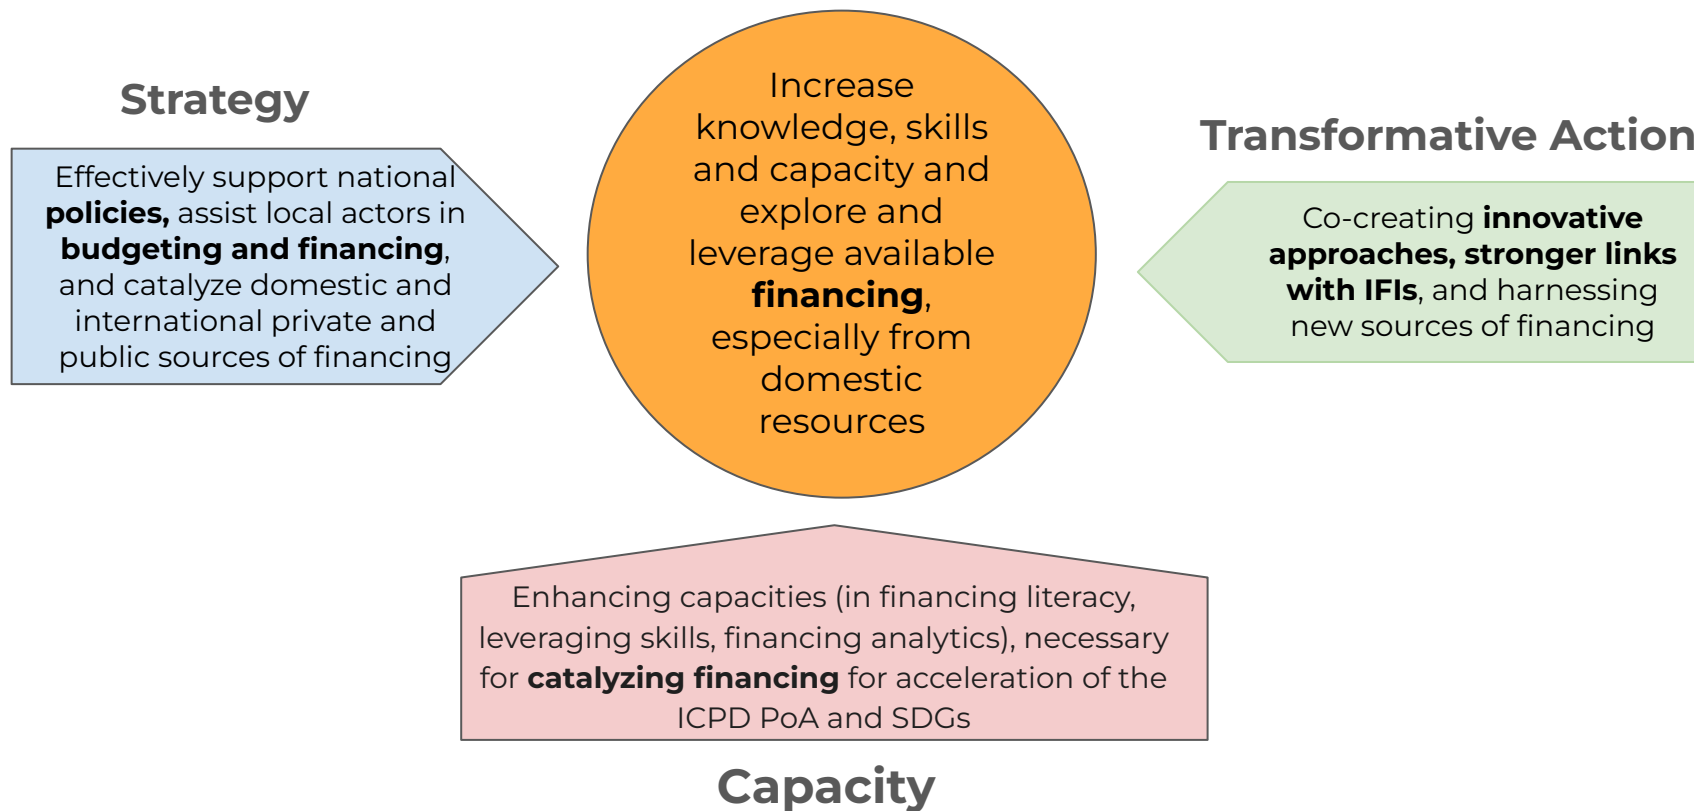 Strategy
Effectively support national
policies, assist local actors in
budgeting and financing,
and catalyze domestic and
international private and
public sources of financing
Increase
knowledge, skills
and capacity and
explore and
leverage available
financing,
especially from
domestic
resources
Transformative Action
Co-creating innovative
approaches, stronger links
with IFIs, and harnessing
new sources of financing
Enhancing capacities (in financing literacy,
leveraging skills, financing analytics), necessary
for catalyzing financing for acceleration of the
ICPD PoA and SDGs
Capacity